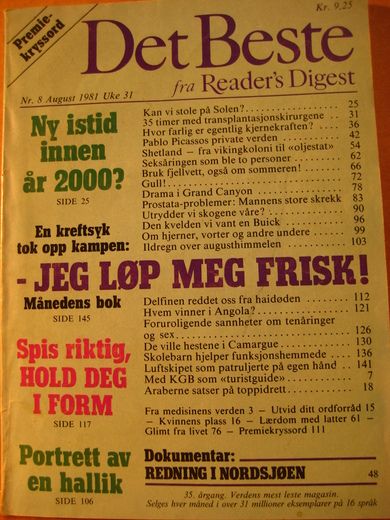 Premie-
kryssord
Kr. 9,25
Det Beste
fra Reader's Digest
Nr. 8 August 1981 Uke 31
Ny istid
innen
år 2000?
SIDE 25
En kreftsyk
tok opp kampen:
Kan vi stole på Solen? 25
35 timer med transplantasjonskirurgene 31
Hvor farlig er egentlig kjernekraften? 36
Pablo Picassos private verden 42
Shetland – fra vikingkoloni til «oljestat» 54
Seksåringen som ble to personer 62
Bruk fjellvett, også om sommeren! 66
Gull! 72
Drama i Grand Canyon 78
Prostata-problemer: Mannens store skrekk 83
Utrydder vi skogene våre? 90
Den kvelden vi vant en Buick 96
Om hjerner, vorter og andre undere 99
Ildregn over augusthimmelen 103
- JEG LØP MEG FRISK!
Månedens bok
SIDE 145
Spis riktig,
HOLD DEG
I FORM
SIDE 117
Portrett av
en hallik
SIDE 106
Delfinen reddet oss fra haidøden 112
Hvem vinner i Angola? 121
Foruroligende sannheter om tenåringer
og sex 126
De ville hestene i Camargue 130
Skolebarn hjelper funksjonshemmede 136
Luftskipet som patruljerte på egen hånd 141
Med KGB som «turistguide» 7
Araberne satser på toppidrett 18
Fra medisinens verden 3 – Utvid ditt ordforråd 15
– Kvinnens plass 16 – Lærdom med latter 61 –
Glimt fra livet 76 – Premiekryssord 111
Dokumentar:
REDNING I NORDSJØEN 48
35. årgang. Verdens mest leste magasin.
Selges hver måned i over 31 millioner eksemplarer på 16 språk